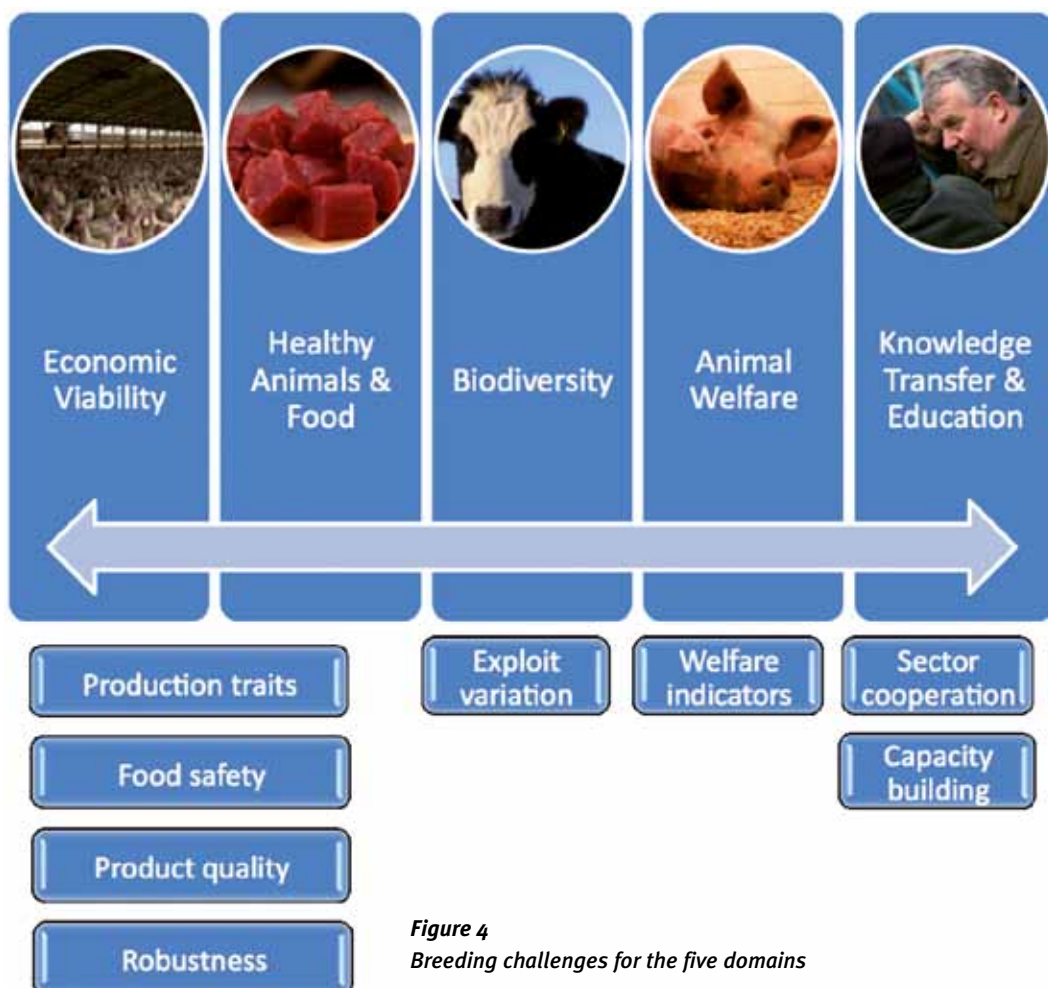 Economic
Viability
Healthy
Animals &
Food
Biodiversity
Animal
Welfare
Knowledge
Transfer &
Education
Production traits
Food safety
Product quality
Robustness
Exploit
variation
Welfare
indicators
Sector
cooperation
Capacity
building
Figure 4
Breeding challenges for the five domains